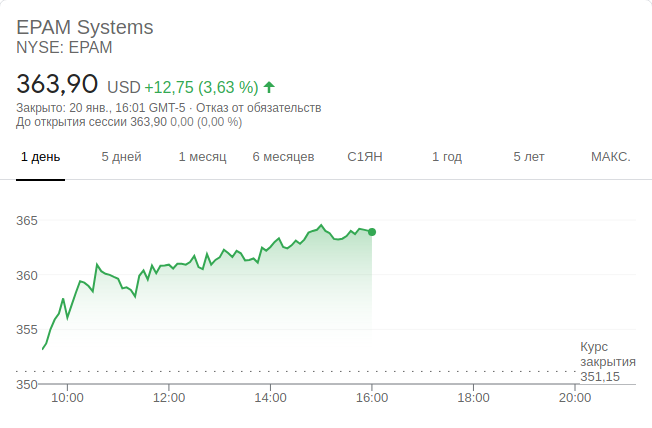 EPAM Systems
NYSE: EPAM
363,90 USD +12,75 (3,63 %)
Закрыто: 20 янв., 16:01 GMT-5 · Отказ от обязательств
До открытия сессии 363,90 0,00 (0,00 %)
1 день 5 дней 1 месяц 6 месяцев С1ЯН 1 год 5 лет МАКС.
365
360
355
Курс
закрытия
351,15
350
10:00 12:00 14:00 16:00 18:00 20:00